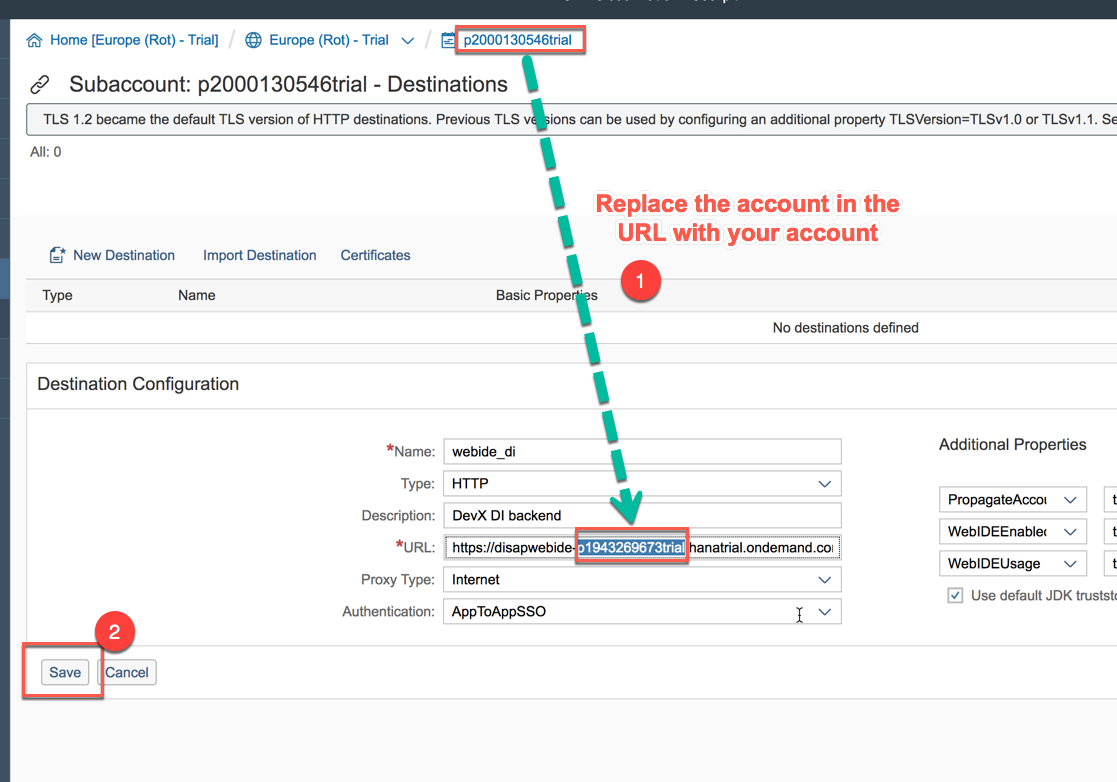 Home [Europe (Rot) - Trial] / Europe (Rot) - Trial / p2000130546trial
Subaccount: p2000130546trial - Destinations
TLS 1.2 became the default TLS version of HTTP destinations. Previous TLS versions can be used by configuring an additional property TLSVersion=TLSv1.0 or TLSv1.1. Se
All: 0
Replace the account in the
URL with your account
New Destination Import Destination Certificates
1
Type Name Basic Properties
No destinations defined
Destination Configuration
Additional Properties
*Name: webide_di
Type: HTTP
Description: DevX DI backend
*URL: https://disapwebide-p1943269673trial.hanatrial.ondemand.co
Proxy Type: Internet
Authentication: AppToAppSSO
PropagateAccou t
WebIDEEnabled t
WebIDEUsage t
Use default JDK trustst
2
Save Cancel